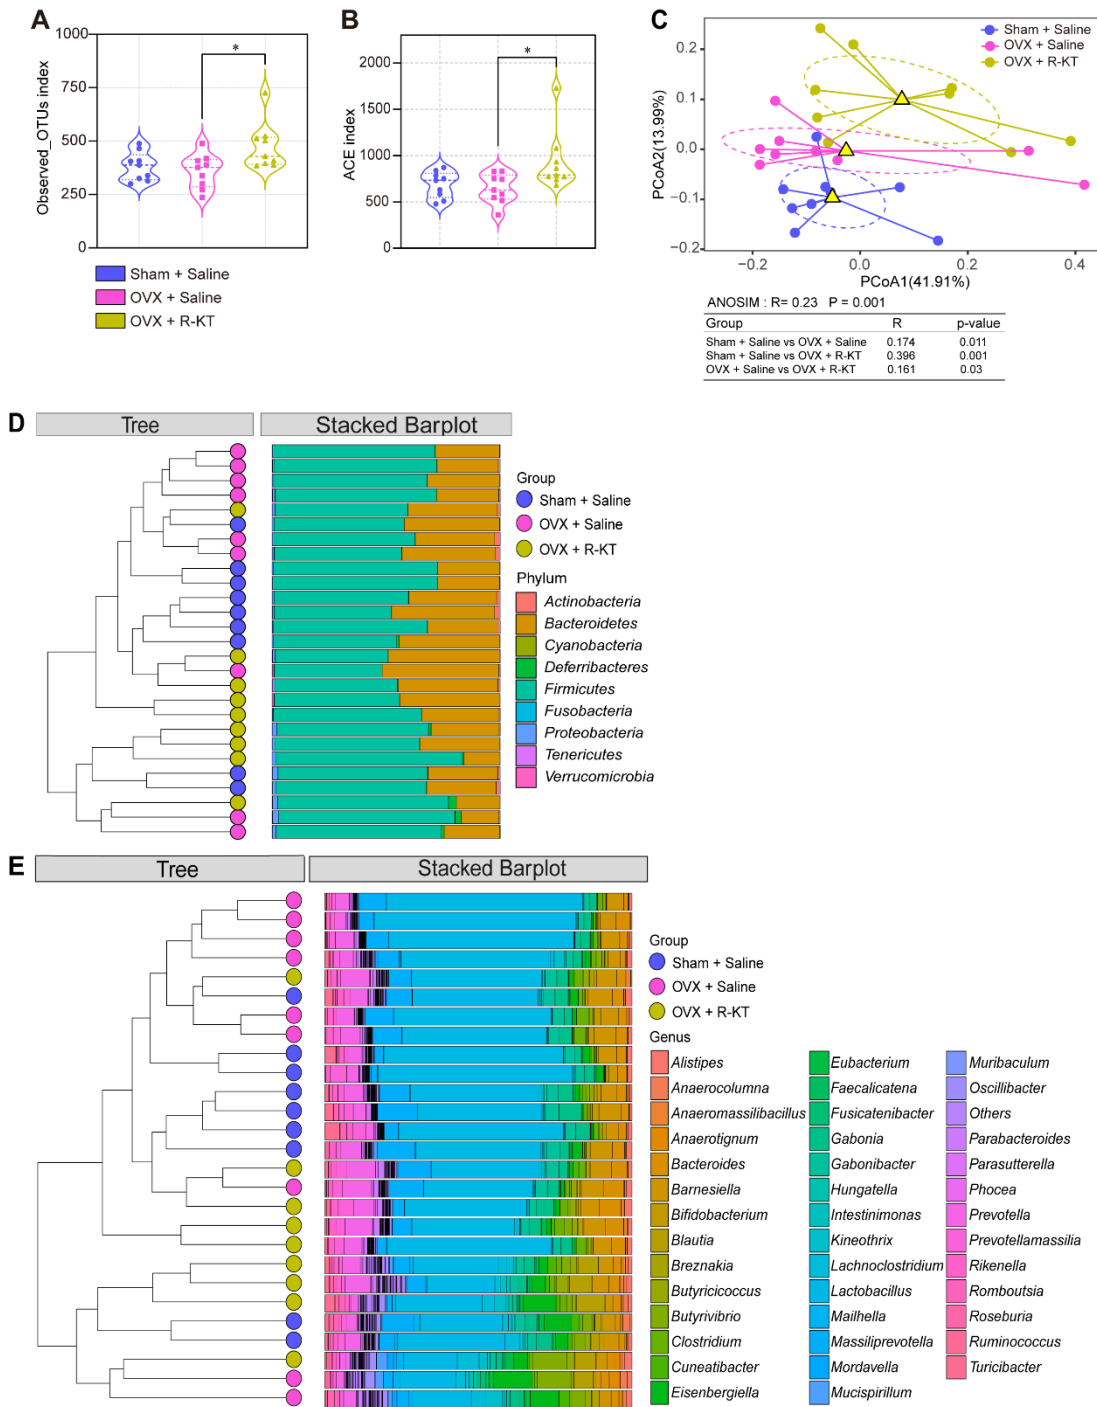 A
Observed_OTUs index
1000
750
500
250
0
*
Sham + Saline
OVX + Saline
OVX + R-KT
B
ACE index
2000
1500
1000
500
0
*
C
PCoA2(13.99%)
0.2
0.1
0.0
−0.1
−0.2
−0.2
0.0
0.2
0.4
PCoA1(41.91%)
Sham + Saline
OVX + Saline
OVX + R-KT
ANOSIM : R= 0.23 P = 0.001
Group R p-value
Sham + Saline vs OVX + Saline 0.174 0.011
Sham + Saline vs OVX + R-KT 0.396 0.001
OVX + Saline vs OVX + R-KT 0.161 0.03
D
Tree
Stacked Barplot
Group
Sham + Saline
OVX + Saline
OVX + R-KT
Phylum
Actinobacteria
Bacteroidetes
Cyanobacteria
Deferribacteres
Firmicutes
Fusobacteria
Proteobacteria
Tenericutes
Verrucomicrobia
E
Tree
Stacked Barplot
Group
Sham + Saline
OVX + Saline
OVX + R-KT
Genus
Alistipes
Anaerocolumna
Anaeromassilibacillus
Anaerotignum
Bacteroides
Barnesiella
Bifidobacterium
Blautia
Breznakia
Butyricicoccus
Butyrivibrio
Clostridium
Cuneatibacter
Eisenbergiella
Eubacterium
Faecalicatena
Fusicatenibacter
Gabonia
Gabonibacter
Hungatella
Intestinimonas
Kineothrix
Lachnoclostridium
Lactobacillus
Mailhella
Massiliprevotella
Mordavella
Mucispirillum
Muribaculum
Oscillibacter
Others
Parabacteroides
Parasutterella
Phocea
Prevotella
Prevotellamassilia
Rikenella
Romboutsia
Roseburia
Ruminococcus
Turicibacter